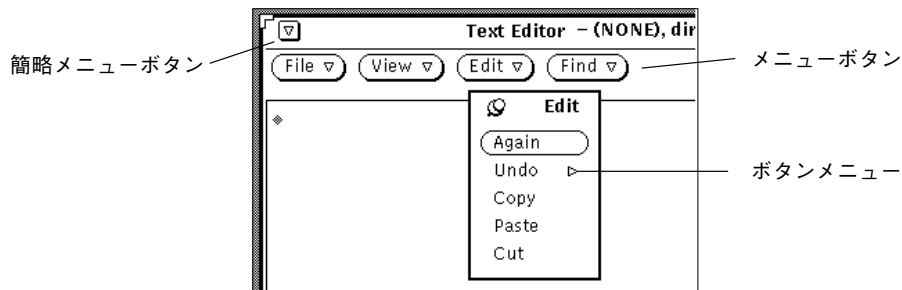 Text Editor – (NONE), dir
簡略メニューボタン
File View Edit Find
メニューボタン
Edit
Again
Undo
ボタンメニュー
Copy
Paste
Cut